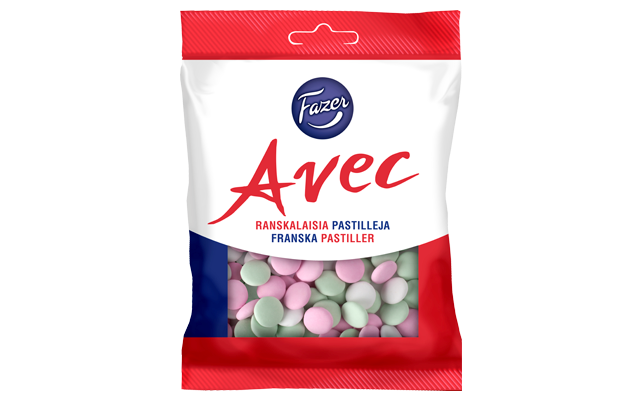 Fazer
Avec
RANSKALAISIA PASTILLEJA
FRANSKA PASTILLER